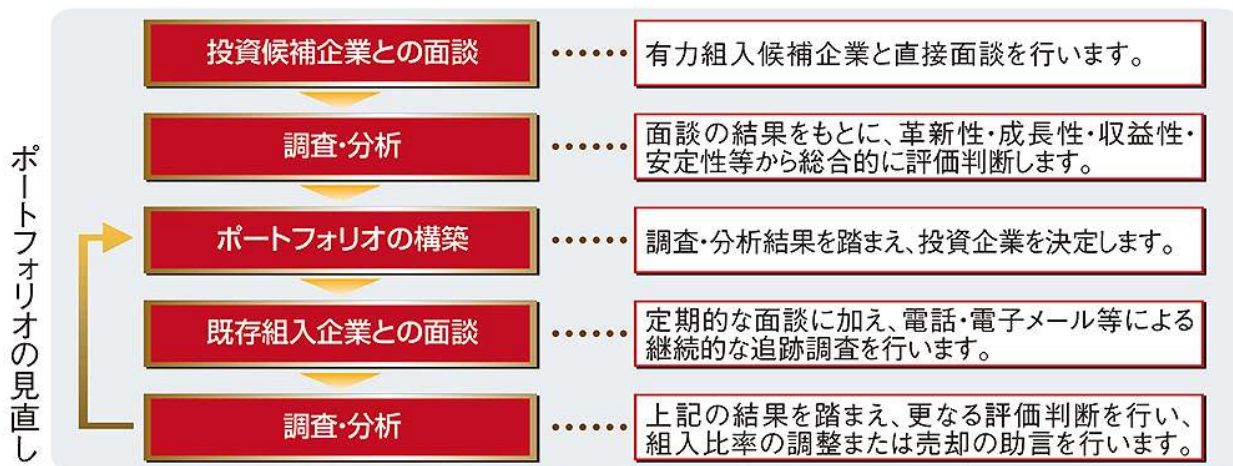 投資候補企業との面談
有力組入候補企業と直接面談を行います。
調査・分析
面談の結果をもとに、革新性・成長性・収益性・
安定性等から総合的に評価判断します。
ポートフォリオの構築
調査・分析結果を踏まえ、投資企業を決定します。
既存組入企業との面談
定期的な面談に加え、電話・電子メール等による
継続的な追跡調査を行います。
調査・分析
上記の結果を踏まえ、更なる評価判断を行い、
組入比率の調整または売却の助言を行います。
ポートフォリオの見直し